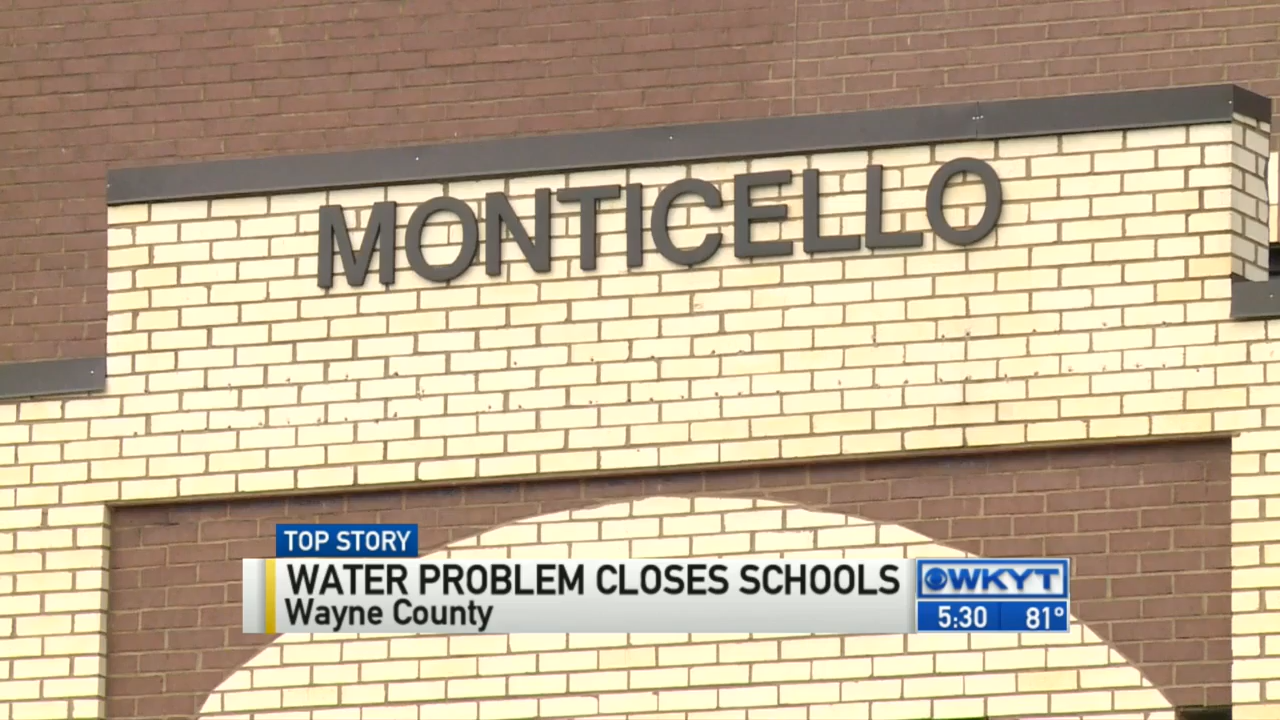 MONTICELLO
TOP STORY
WATER PROBLEM CLOSES SCHOOLS
Wayne County
WKYT
5:30 81°